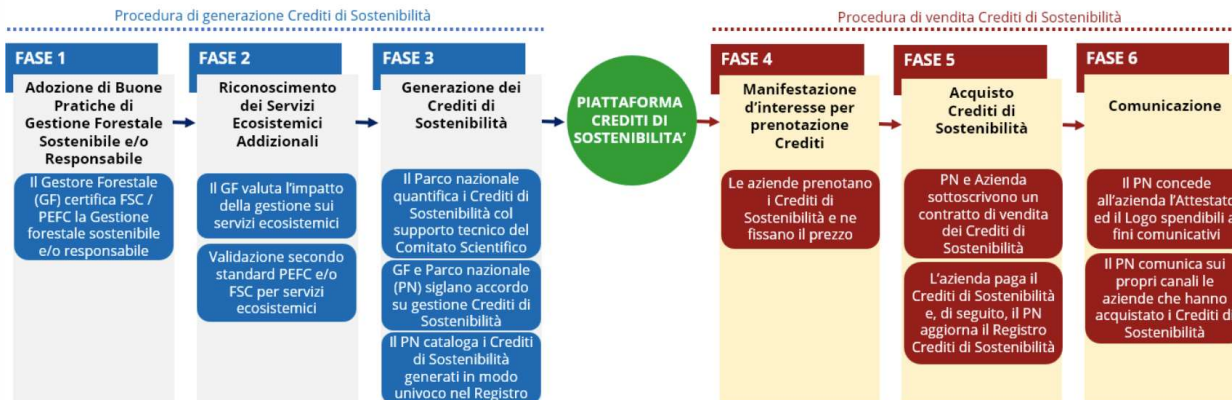 Procedura di generazione Crediti di Sostenibilità
FASE 1
Adozione di Buone
Pratiche di
Gestione Forestale
Sostenibile e/o
Responsabile
Il Gestore Forestale
(GF) certifica FSC /
PEFC la Gestione
forestale sostenibile
e/o responsabile
FASE 2
Riconoscimento
dei Servizi
Ecosistemici
Addizionali
Il GF valuta l'impatto
della gestione sui
servizi ecosistemici
Validazione secondo
standard PEFC e/o
FSC per servizi
ecosistemici
FASE 3
Generazione dei
Crediti di
Sostenibilità
Il Parco nazionale
quantifica i Crediti di
Sostenibilità col
supporto tecnico del
Comitato Scientifico
GF e Parco nazionale
(PN) siglano accordo
su gestione Crediti di
Sostenibilità
Il PN cataloga i Crediti
di Sostenibilità
generati in modo
univoco nel Registro
PIATTAFORMA
CREDITI DI
SOSTENIBILITA'
Procedura di vendita Crediti di Sostenibilità
FASE 4
Manifestazione
d'interesse per
prenotazione
Crediti
Le aziende prenotano
i Crediti di
Sostenibilità e ne
fissano il prezzo
FASE 5
Acquisto
Crediti di
Sostenibilità
PN e Azienda
sottoscrivono un
contratto di vendita
dei Crediti di
Sostenibilità
L'azienda paga il
Crediti di Sostenibilità
e, di seguito, il PN
aggiorna il Registro
Crediti di Sostenibilità
FASE 6
Comunicazione
Il PN concede
all'azienda l'Attestato
ed il Logo spendibili a
fini comunicativi
Il PN comunica sui
propri canali le
aziende che hanno
acquistato i Crediti di
Sostenibilità